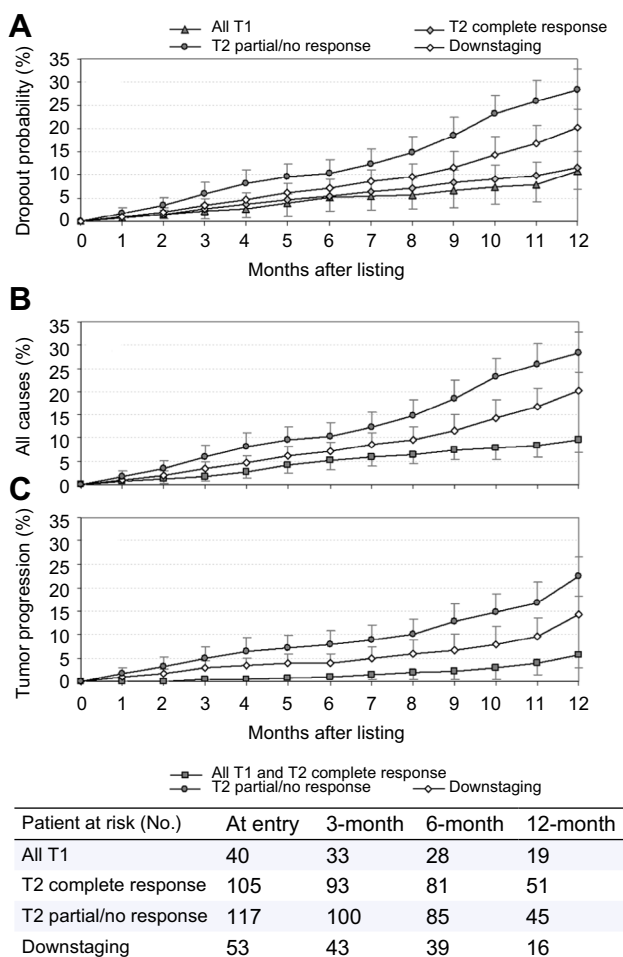 A
All T1
T2 complete response
T2 partial/no response
Downstaging
Dropout probability (%)
35
30
25
20
15
10
5
0
0 1 2 3 4 5 6 7 8 9 10 11 12
Months after listing
B
All causes (%)
35
30
25
20
15
10
5
0
C
Tumor progression (%)
35
30
25
20
15
10
5
0
0 1 2 3 4 5 6 7 8 9 10 11 12
Months after listing
All T1 and T2 complete response
T2 partial/no response Downstaging
Patient at risk (No.) At entry 3-month 6-month 12-month
All T1 40 33 28 19
T2 complete response 105 93 81 51
T2 partial/no response 117 100 85 45
Downstaging 53 43 39 16